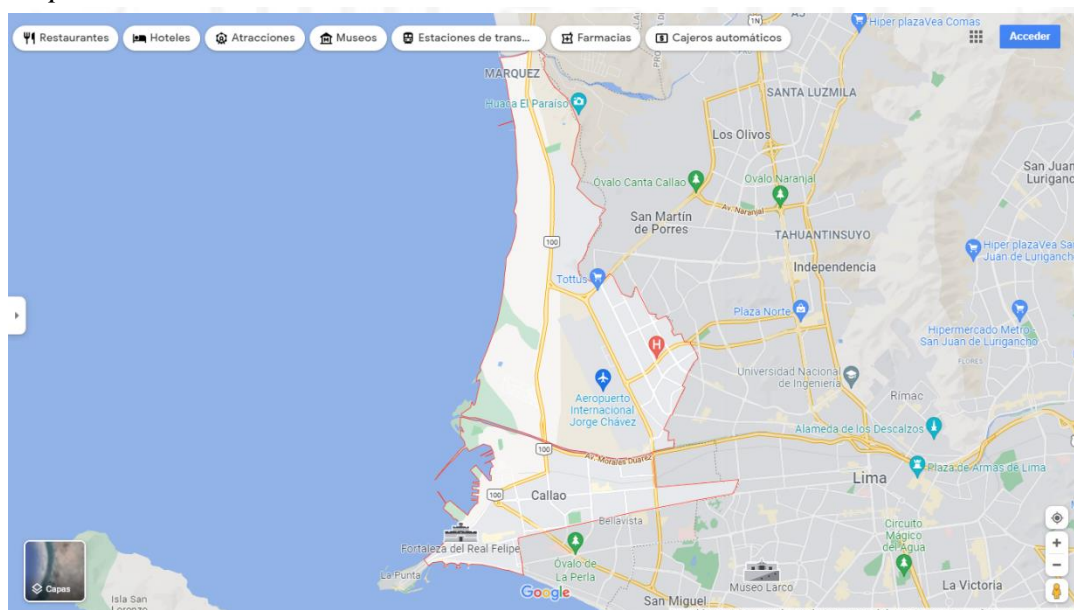 Restaurantes
Hoteles
Atracciones
Museos
Estaciones de trans...
Farmacias
Cajeros automáticos
1N
Hiper plazaVea Comas
Acceder
MARQUEZ
SANTA LUZMILA
Huaca El Paraíso
Los Olivos
San Juan
Óvalo Canta Callao
Ovalo Naranjal
Av. Naranjal
San Martín
de Porres
TAHUANTINSUYO
100
Hiper plazaVea
Juan de Lurigancho
Independencia
Tottus
Plaza Norte
H
Hipermercado Metro
San Juan de Lurigancho
FLORES
Universidad Nacional
de Ingeniería
Aeropuerto
Internacional
Jorge Chávez
Rímac
Alameda de los Descalzos
100
Av. Morales Duárez
Plaza de Armas de Lima
Lima
100
Callao
Bellavista
Circuito
Mágico
del Agua
Fortaleza del Real Felipe
Óvalo de
La Perla
La Punta
Museo Larco
Capas
Google
La Victoria
Isla San
Lorenzo
San Miguel